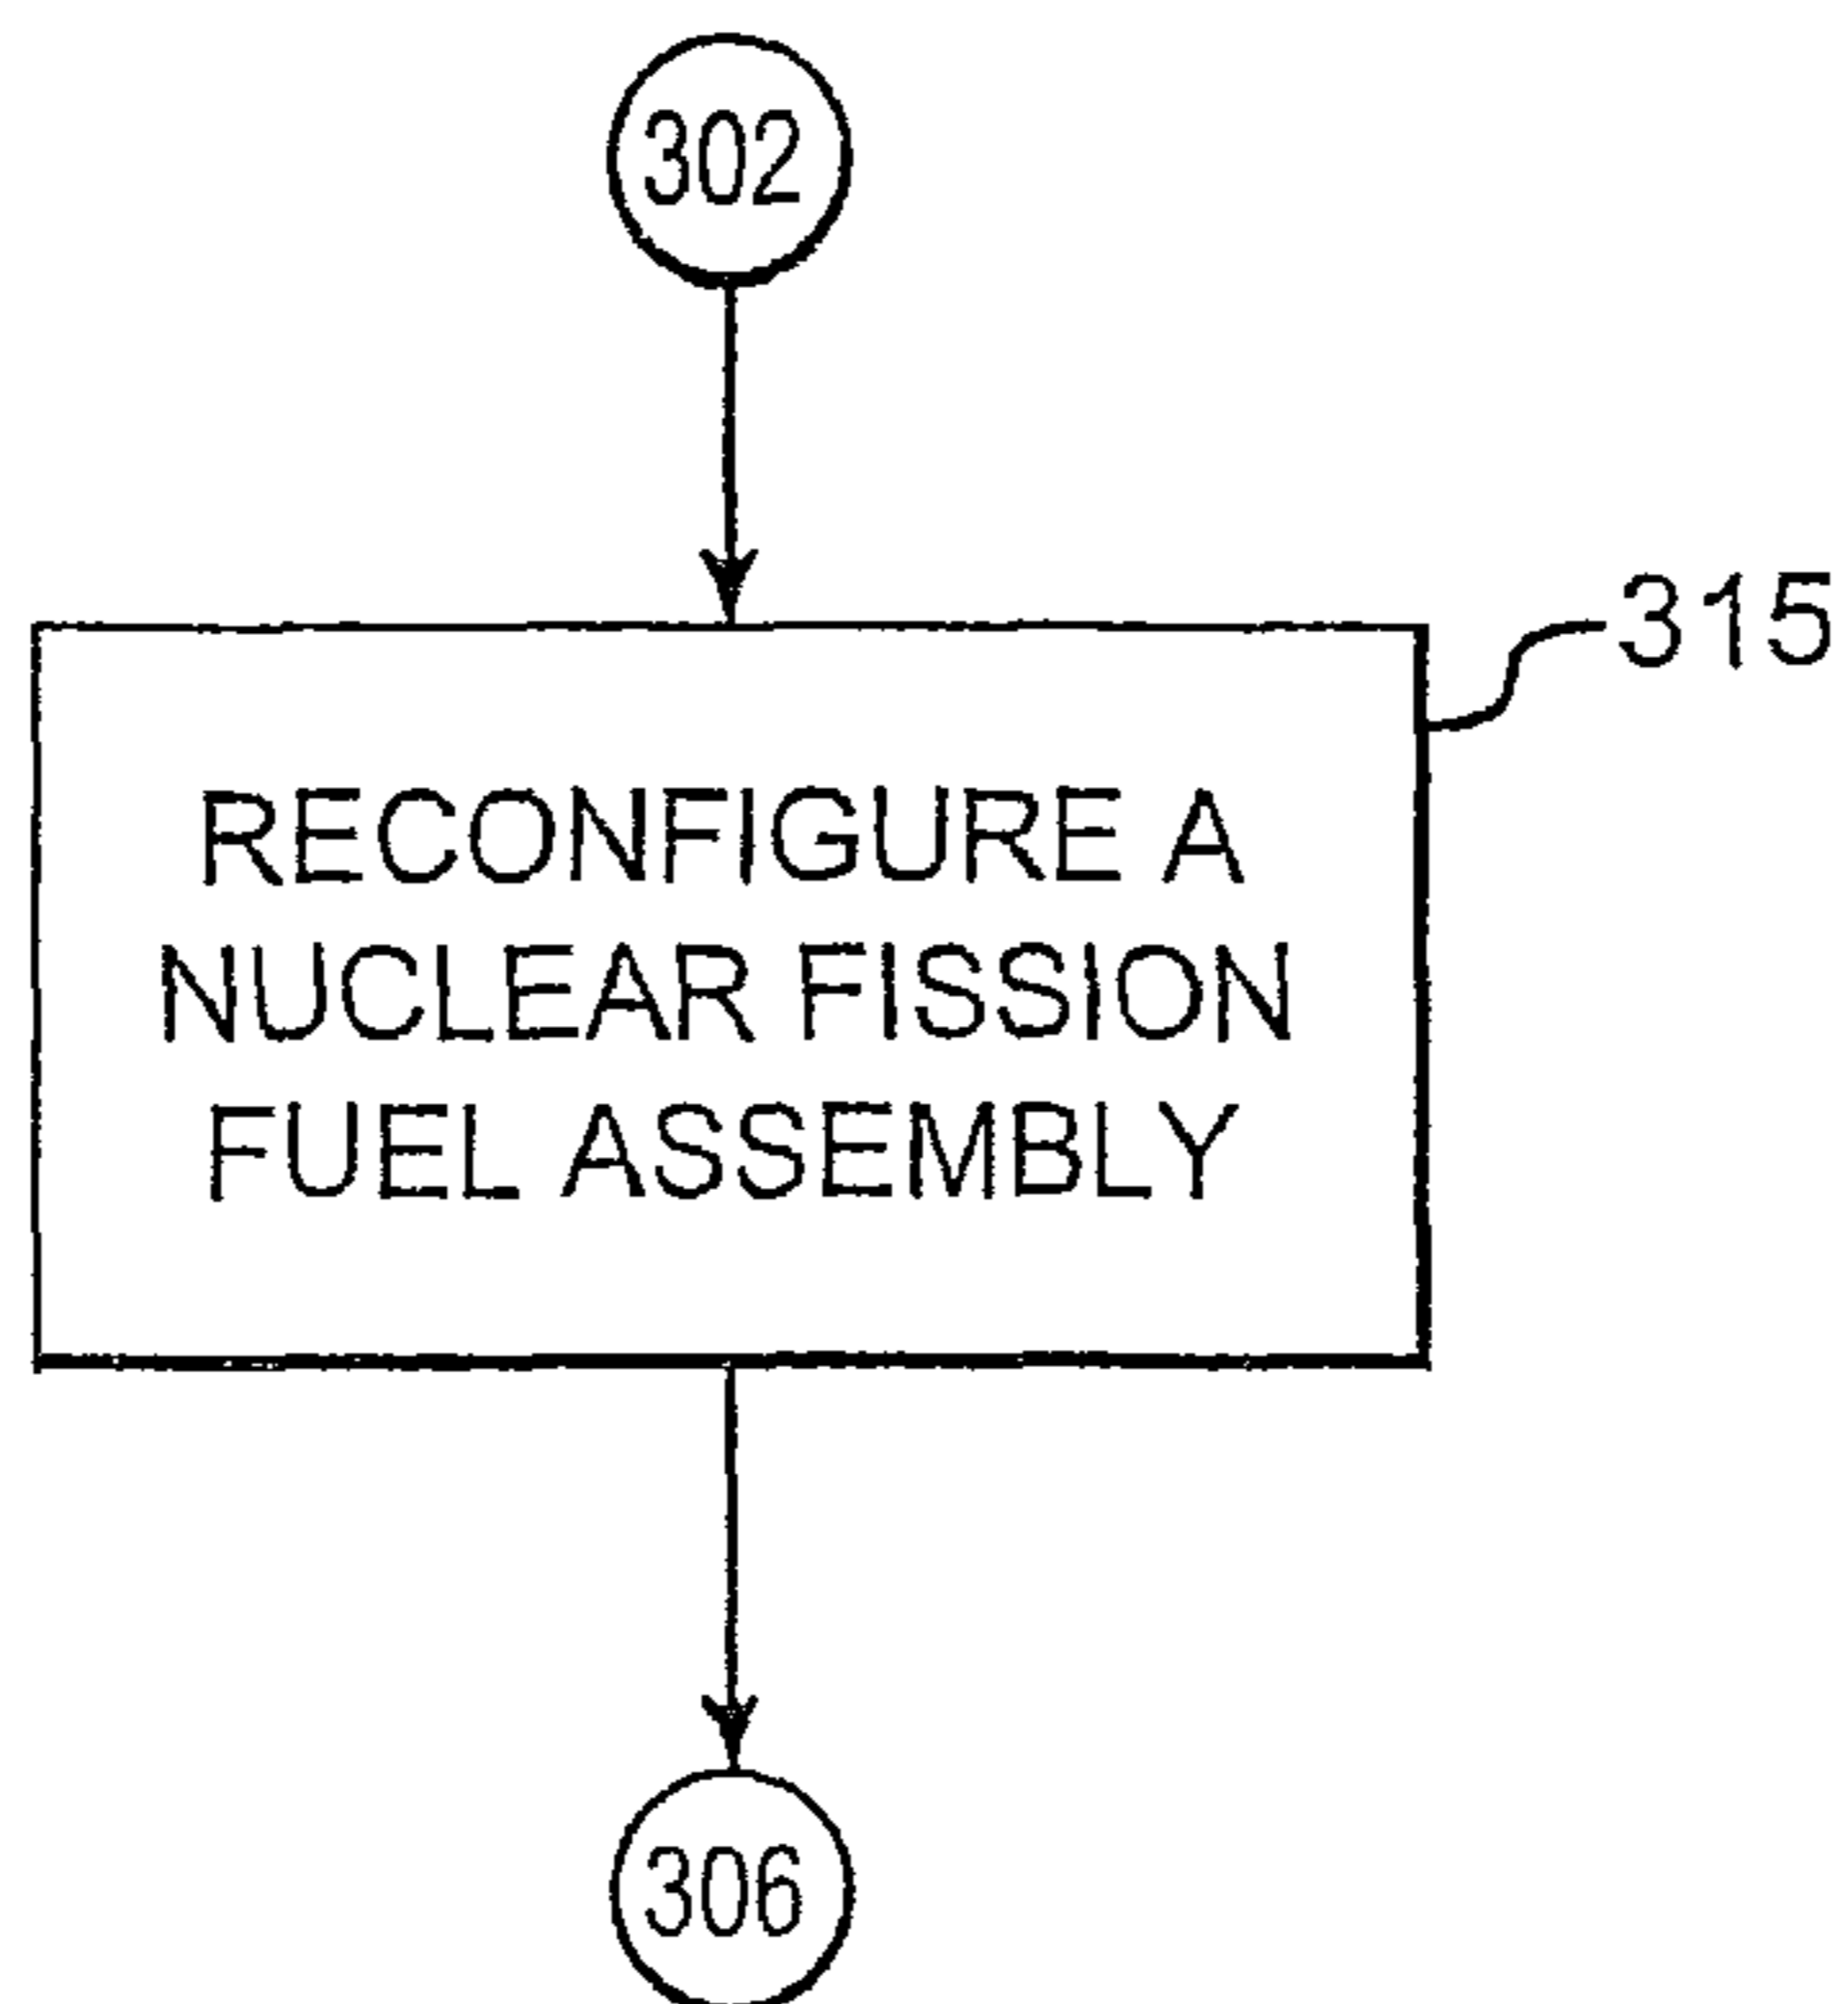 302
315
RECONFIGURE A
NUCLEAR FISSION
FUEL ASSEMBLY
306